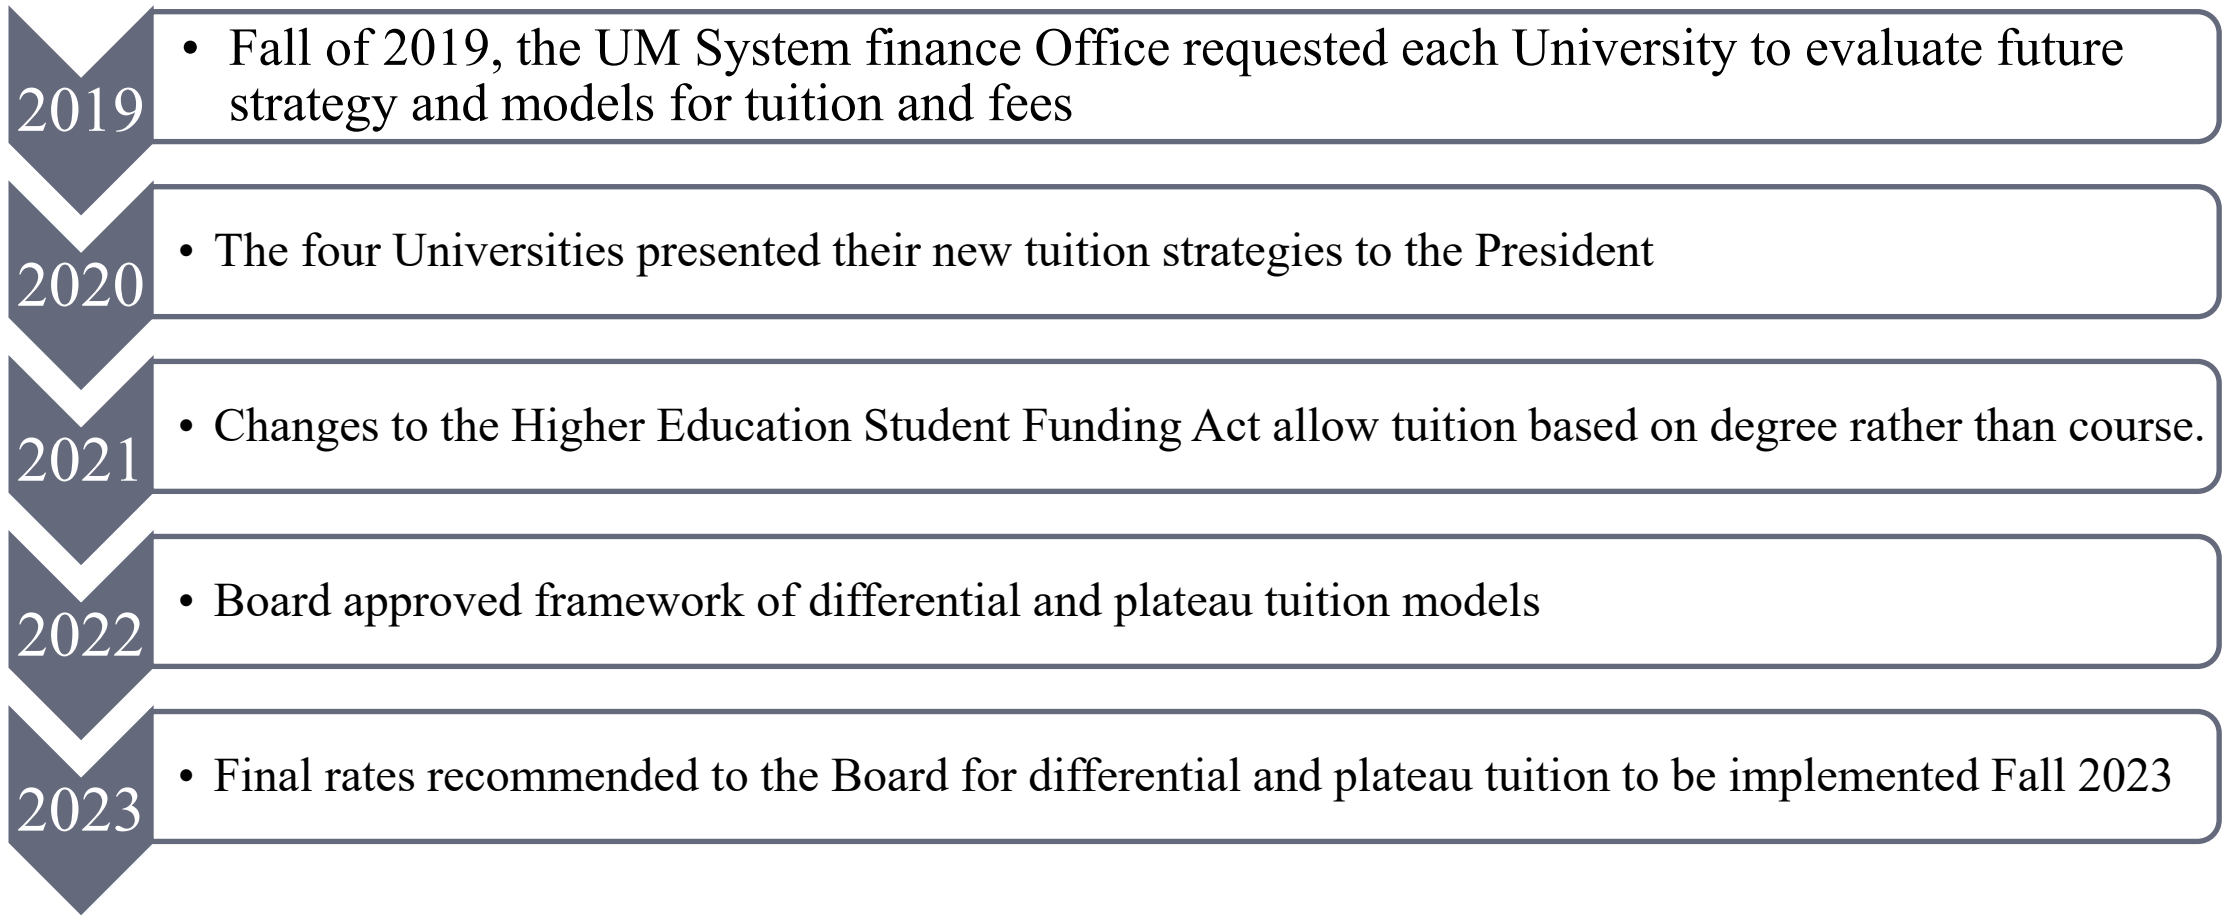 2019
• Fall of 2019, the UM System finance Office requested each University to evaluate future
strategy and models for tuition and fees
2020
• The four Universities presented their new tuition strategies to the President
2021
• Changes to the Higher Education Student Funding Act allow tuition based on degree rather than course.
2022
• Board approved framework of differential and plateau tuition models
2023
• Final rates recommended to the Board for differential and plateau tuition to be implemented Fall 2023